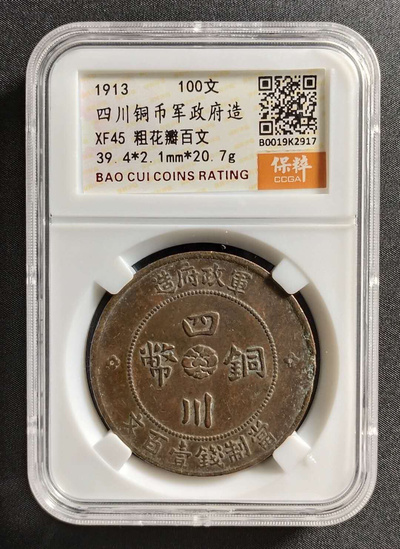 1913 100文
四川铜币军政府造
XF45 粗花瓣百文
39.4*2.1mm*20.7g
BAO CUI COINS RATING
B0019K2917
保粹
CCGA
造府政軍
四
幣 銅
川
文百壹錢制當